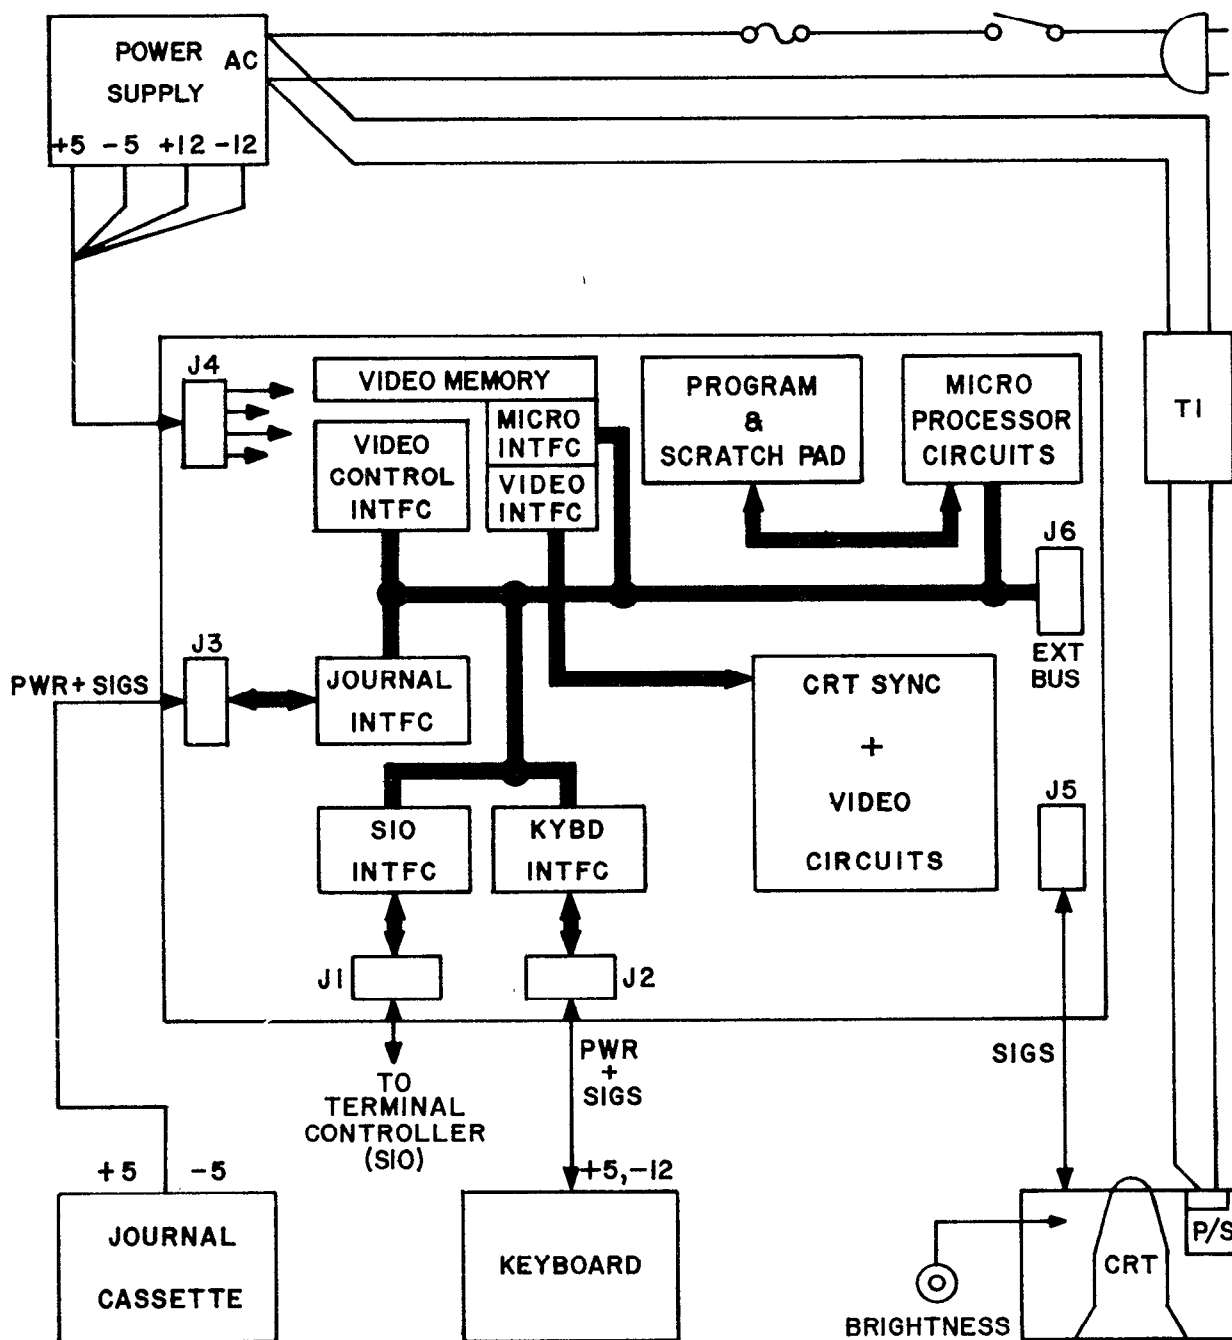 POWER
SUPPLY
AC
+5 -5 +12 -12
J4
VIDEO MEMORY
MICRO
INTFC
VIDEO
INTFC
VIDEO
CONTROL
INTFC
PROGRAM
&
SCRATCH PAD
MICRO
PROCESSOR
CIRCUITS
T1
J6
EXT
BUS
J3
PWR+SIGS
JOURNAL
INTFC
CRT SYNC
+
VIDEO
CIRCUITS
J5
SIO
INTFC
KYBD
INTFC
J1
J2
TO
TERMINAL
CONTROLLER
(SIO)
PWR
+
SIGS
SIGS
+5 -5
JOURNAL
CASSETTE
+5,-12
KEYBOARD
P/S
CRT
BRIGHTNESS